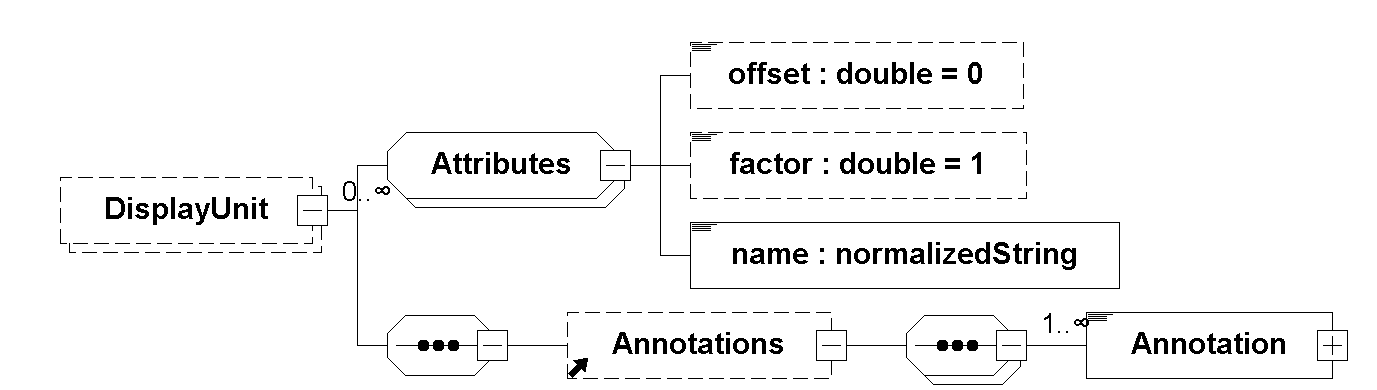 offset : double = 0
Attributes
factor : double = 1
0..∞
DisplayUnit
name : normalizedString
1..∞
Annotations
Annotation